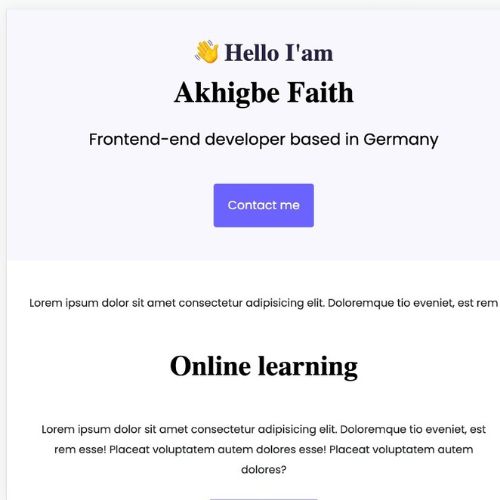 👋 Hello I'am
Akhigbe Faith
Frontend-end developer based in Germany
Contact me
Lorem ipsum dolor sit amet consectetur adipisicing elit. Doloremque tio eveniet, est rem
Online learning
Lorem ipsum dolor sit amet consectetur adipisicing elit. Doloremque tio eveniet, est
rem esse! Placeat voluptatem autem dolores esse! Placeat voluptatem autem
dolores?